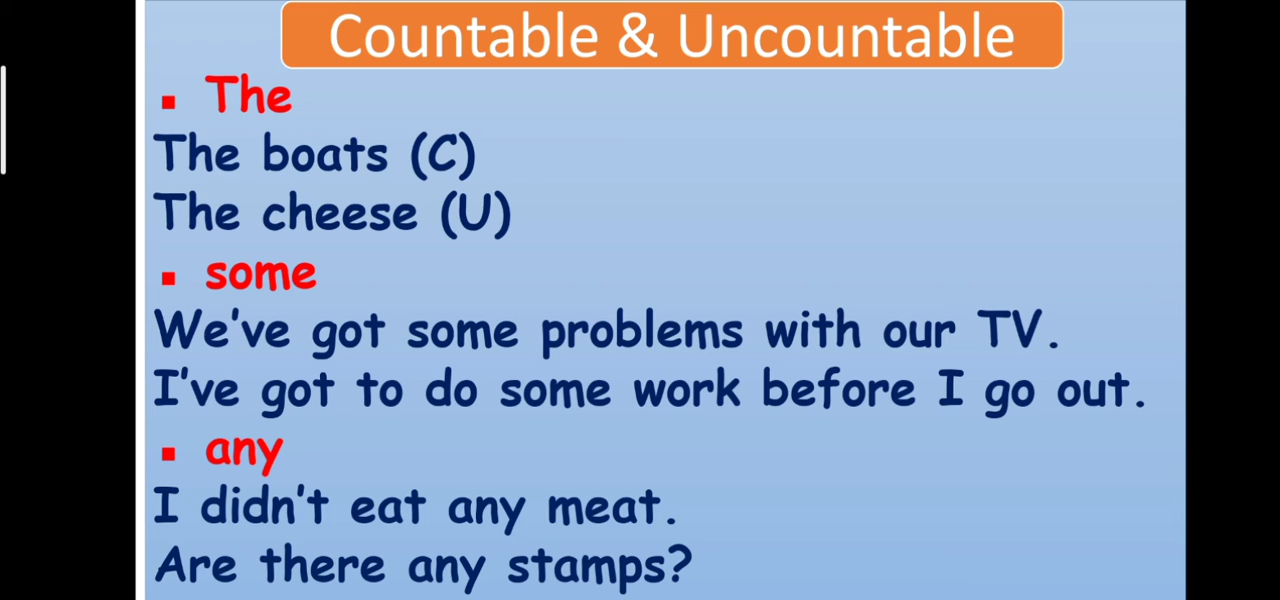 Countable & Uncountable
▪ The
The boats (C)
The cheese (U)
▪ some
We've got some problems with our TV.
I've got to do some work before I go out.
▪ any
I didn't eat any meat.
Are there any stamps?